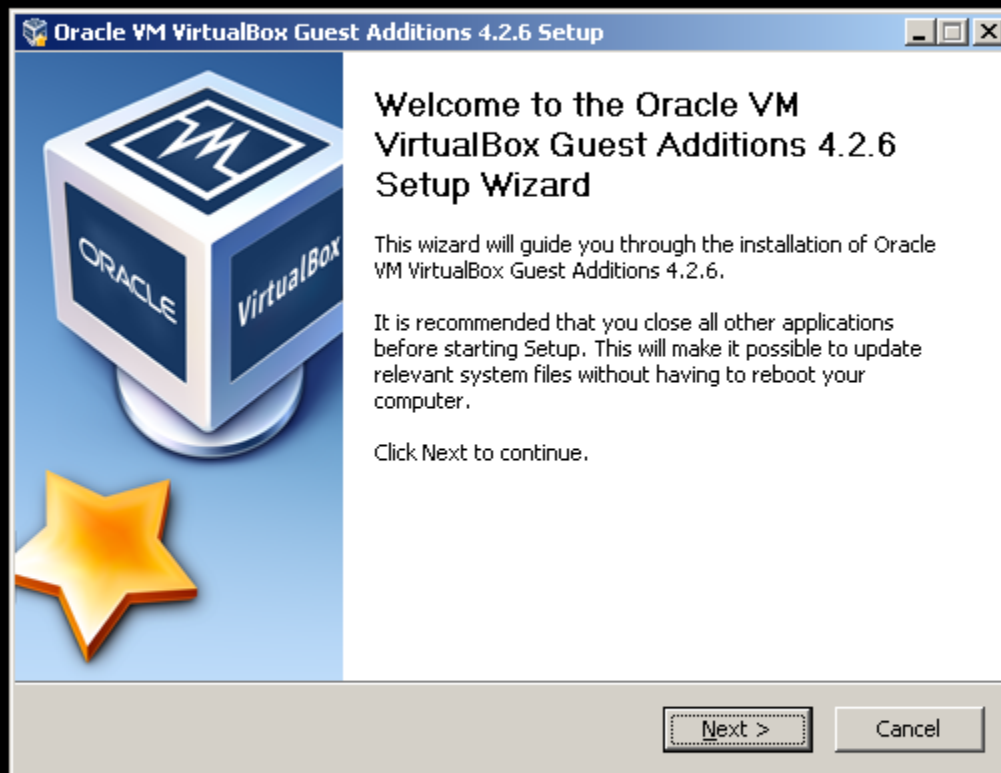 Oracle VM VirtualBox Guest Additions 4.2.6 Setup
Welcome to the Oracle VM
VirtualBox Guest Additions 4.2.6
Setup Wizard
This wizard will guide you through the installation of Oracle
VM VirtualBox Guest Additions 4.2.6.
It is recommended that you close all other applications
before starting Setup. This will make it possible to update
relevant system files without having to reboot your
computer.
Click Next to continue.
ORACLE
VirtualBox
Next >
Cancel